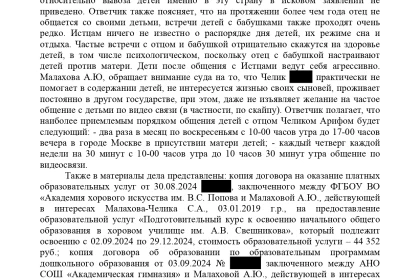 относительно вывоза детей именно в эту страну в исковом заявлении не
приведено. Ответчик также поясняет, что на протяжении более чем года отец не
общается со своими детьми, встречи детей с бабушками также проходят очень
редко. Истцам ничего не известно о распорядке дня детей, их режиме сна и
отдыха. Частые встречи с отцом и бабушкой отрицательно скажутся на здоровье
детей, в том числе психологическом, поскольку отец с бабушкой настраивают
детей против матери. Дети после общения с Истцами ведут себя агрессивно.
Малахова А.Ю, обращает внимание суда на то, что Челик практически не
помогает в содержании детей, не интересуется жизнью своих сыновей, проживает
постоянно в другом государстве, при этом, даже не изъявляет желание на частое
общение с детьми по видео связи (в частности, по скайпу). Ответчик полагает, что
наиболее приемлемым порядком общения детей с отцом Челиком Арифом будет
следующий: - два раза в месяц по воскресеньям с 10-00 часов утра до 17-00 часов
вечера в городе Москве в присутствии матери детей; - каждый четверг каждой
недели на 30 минут с 10-00 часов утра до 10 часов 30 минут утра общение по
видеосвязи.
Также в материалы дела представлены: копия договора на оказание платных
образовательных услуг от 30.08.2024 , заключенного между ФГБОУ ВО
«Академия хорового искусства им. В.С. Попова и Малаховой А.Ю., действующей
в интересах Малахова-Челика С.А., 03.01.2019 г.р., на предоставление
образовательной услуги «Подготовительный курс к освоению начального общего
образования в хоровом училище им. А.В. Свешникова», который подлежит
освоению с 02.09.2024 по 29.12.2024, стоимость образовательной услуги – 44 352
руб.; копия договора об образовании по образовательным программам
дошкольного образования от 03.09.2024 № заключенного между АНО
СОШ «Академическая гимназия» и Малаховой А.Ю., действующей в интересах